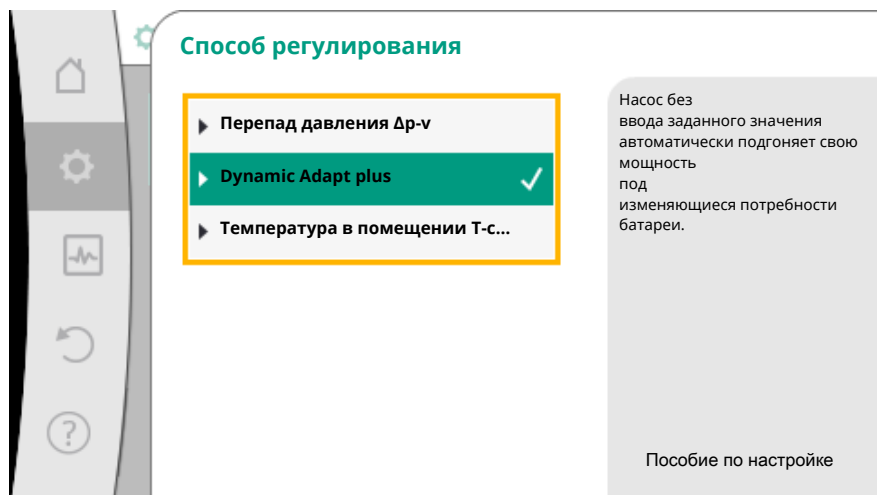 Способ регулирования
Перепад давления Δp-v
Dynamic Adapt plus
Температура в помещении T-c...
Насос без
ввода заданного значения
автоматически подгоняет свою
мощность
под
изменяющиеся потребности
батареи.
Пособие по настройке
?